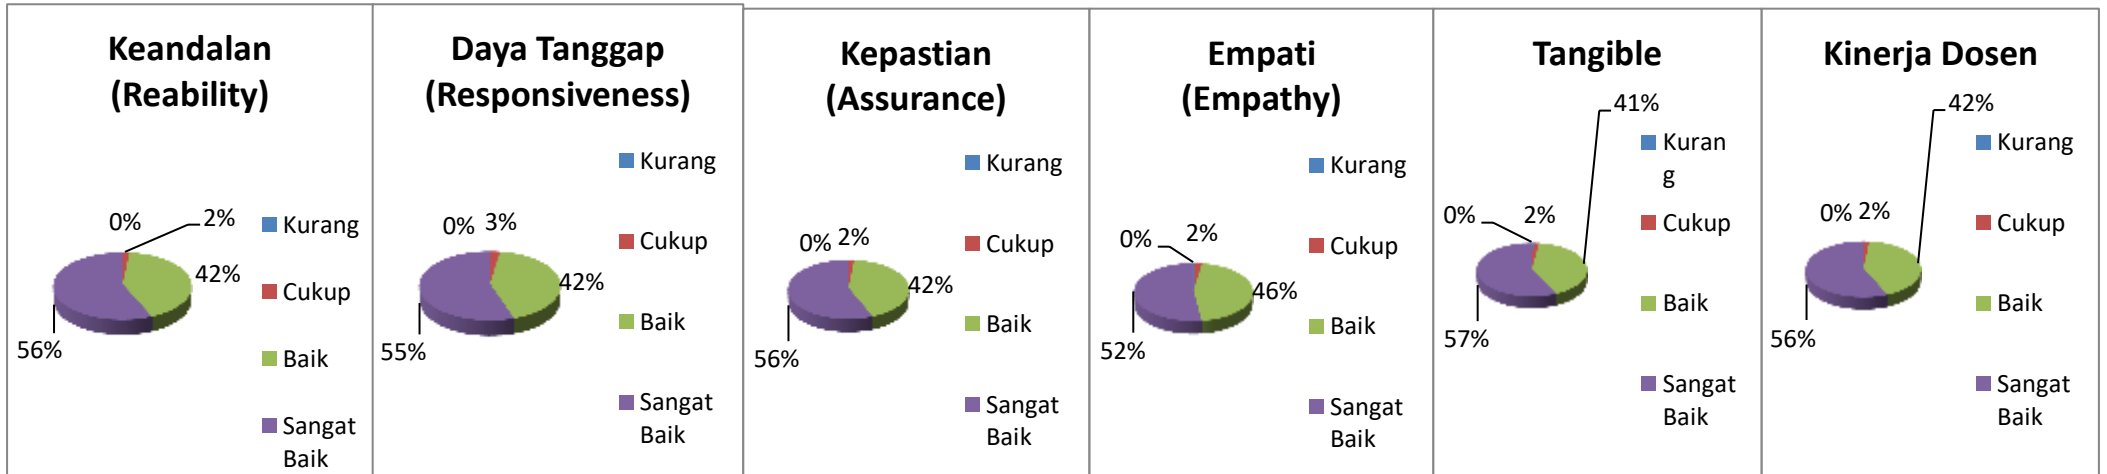 Keandalan
(Reability)
0%
2%
42%
56%
Kurang
Cukup
Baik
Sangat
Baik
Daya Tanggap
(Responsiveness)
0%
3%
42%
55%
Kurang
Cukup
Baik
Sangat
Baik
Kepastian
(Assurance)
0%
2%
42%
56%
Kurang
Cukup
Baik
Sangat
Baik
Empati
(Empathy)
0%
2%
46%
52%
Kurang
Cukup
Baik
Sangat
Baik
Tangible
41%
0%
2%
57%
Kuran
g
Cukup
Baik
Sangat
Baik
Kinerja Dosen
42%
0%
2%
56%
Kurang
Cukup
Baik
Sangat
Baik